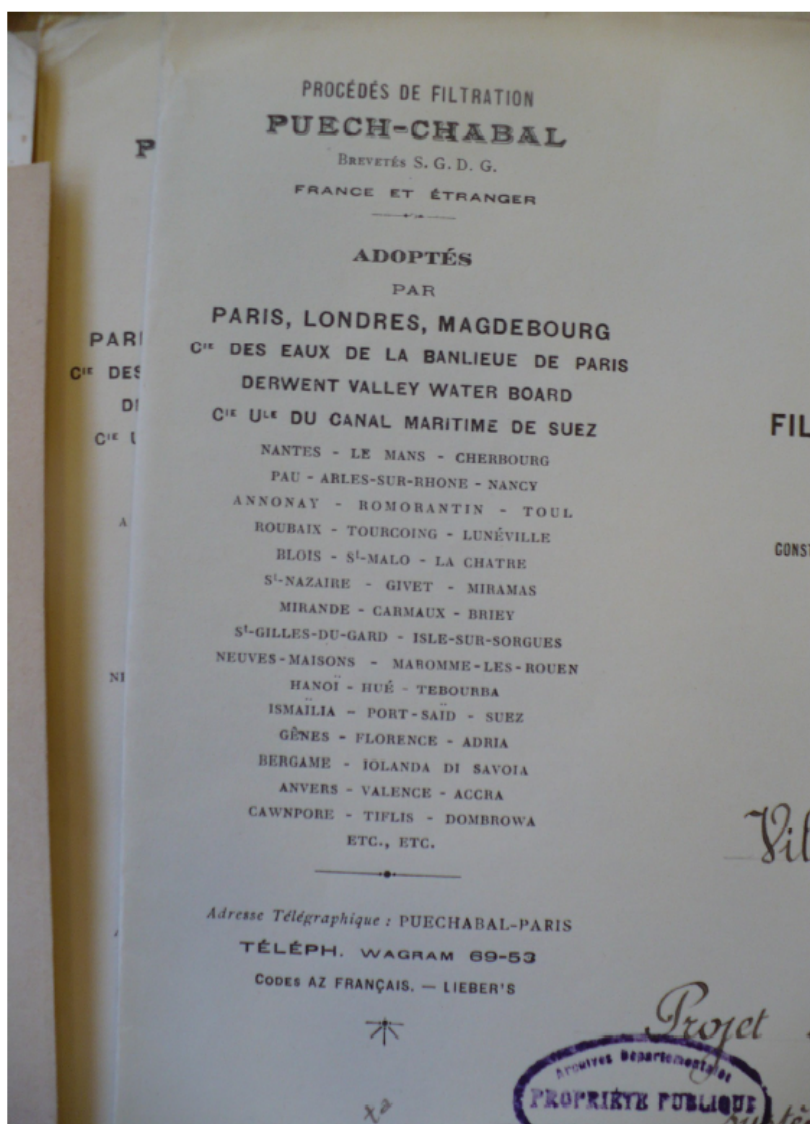 PROCÉDÉS DE FILTRATION
PUECH-CHABAL
BREVETÉS S. G. D. G.
FRANCE ET ÉTRANGER
ADOPTÉS
PAR
PARIS, LONDRES, MAGDEBOURG
Cie DES EAUX DE LA BANLIEUE DE PARIS
DERWENT VALLEY WATER BOARD
Cie Ule DU CANAL MARITIME DE SUEZ
NANTES - LE MANS - CHERBOURG
PAU - ARLES-SUR-RHONE - NANCY
ANNONAY - ROMORANTIN - TOUL
ROUBAIX - TOURCOING - LUNÉVILLE
BLOIS - St-MALO - LA CHATRE
St-NAZAIRE - GIVET - MIRAMAS
MIRANDE - CARMAUX - BRIEY
St-GILLES-DU-GARD - ISLE-SUR-SORGUES
NEUVES-MAISONS - MAROMME-LES-ROUEN
HANOÏ - HUÉ - TEBOURBA
ISMAÏLIA - PORT-SAÏD - SUEZ
GÊNES - FLORENCE - ADRIA
BERGAME - IOLANDA DI SAVOIA
ANVERS - VALENCE - ACCRA
CAWNPORE - TIFLIS - DOMBROWA
ETC., ETC.
Adresse Télégraphique : PUECHABAL-PARIS
TÉLÉPH. WAGRAM 69-53
CODES AZ FRANÇAIS. — LIEBER'S
P
PARI
Cie DES
DI
Cie U
A
NE
FIL
CONST
Vil
Projet
Archives Départementales
PROPRIÉTÉ PUBLIQUE